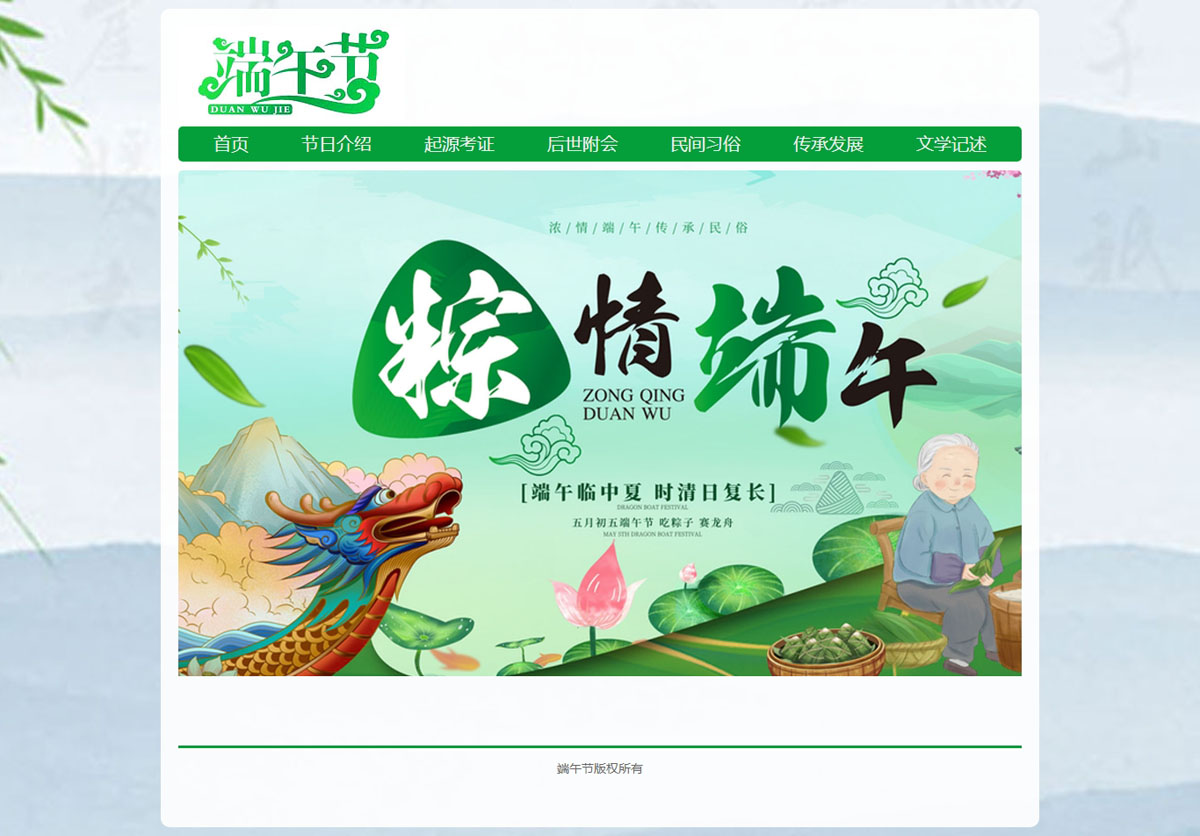 端午节
DUAN WU JIE
首页 节日介绍 起源考证 后世附会 民间习俗 传承发展 文学记述
浓/情/端/午/传/承/民/俗
粽情端午
ZONG QING
DUAN WU
[端午临中夏 时清日复长]
DRAGON BOAT FESTIVAL
五月初五端午节 吃粽子 赛龙舟
MAY 5TH DRAGON BOAT FESTIVAL
端午节版权所有